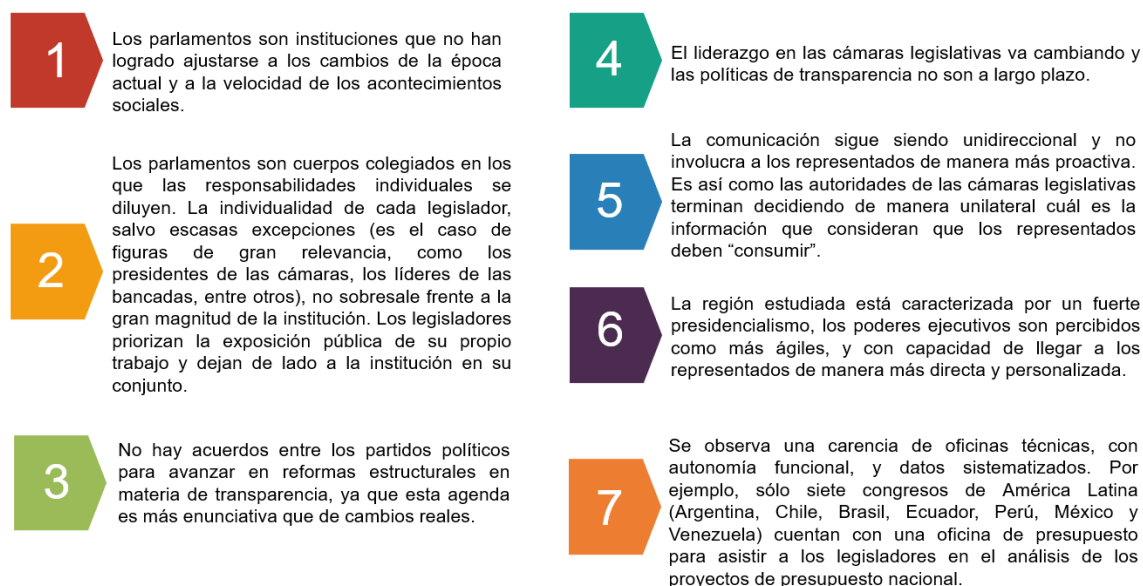 1
Los parlamentos son instituciones que no han
logrado ajustarse a los cambios de la época
actual y a la velocidad de los acontecimientos
sociales.
2
Los parlamentos son cuerpos colegiados en los
que las responsabilidades individuales se
diluyen. La individualidad de cada legislador,
salvo escasas excepciones (es el caso de
figuras de gran relevancia, como los
presidentes de las cámaras, los líderes de las
bancadas, entre otros), no sobresale frente a la
gran magnitud de la institución. Los legisladores
priorizan la exposición pública de su propio
trabajo y dejan de lado a la institución en su
conjunto.
3
No hay acuerdos entre los partidos políticos
para avanzar en reformas estructurales en
materia de transparencia, ya que esta agenda
es más enunciativa que de cambios reales.
4
El liderazgo en las cámaras legislativas va cambiando y
las políticas de transparencia no son a largo plazo.
5
La comunicación sigue siendo unidireccional y no
involucra a los representados de manera más proactiva.
Es así como las autoridades de las cámaras legislativas
terminan decidiendo de manera unilateral cuál es la
información que consideran que los representados
deben “consumir”.
6
La región estudiada está caracterizada por un fuerte
presidencialismo, los poderes ejecutivos son percibidos
como más ágiles, y con capacidad de llegar a los
representados de manera más directa y personalizada.
7
Se observa una carencia de oficinas técnicas, con
autonomía funcional, y datos sistematizados. Por
ejemplo, sólo siete congresos de América Latina
(Argentina, Chile, Brasil, Ecuador, Perú, México y
Venezuela) cuentan con una oficina de presupuesto
para asistir a los legisladores en el análisis de los
proyectos de presupuesto nacional.